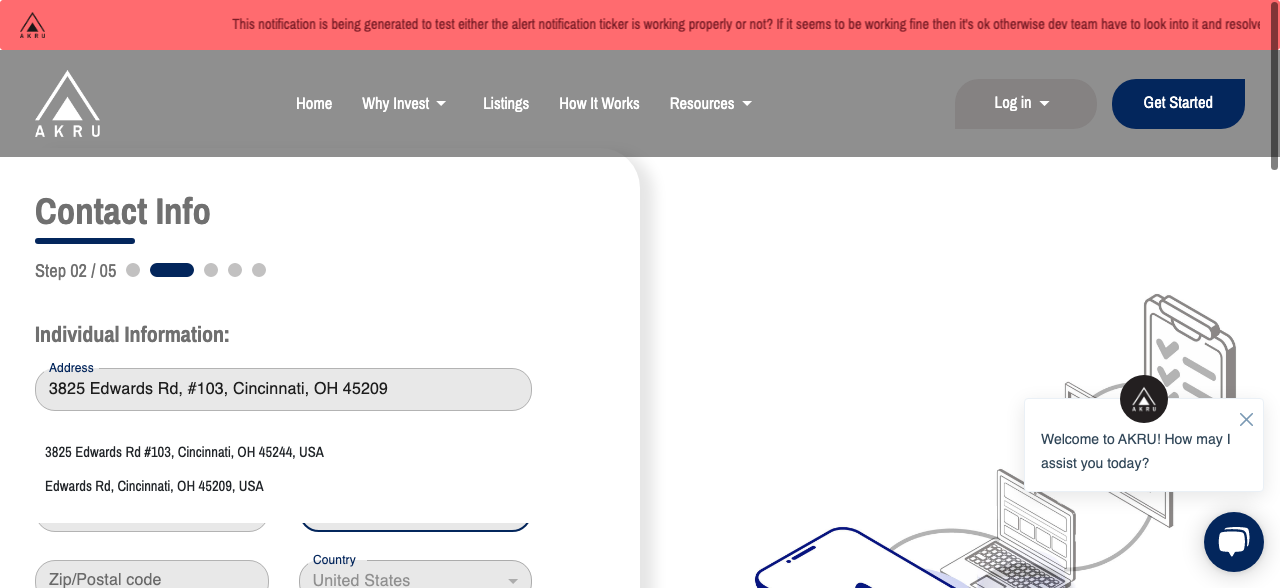 AKRU
This notification is being generated to test either the alert notification ticker is working properly or not? If it seems to be working fine then it's ok otherwise dev team have to look into it and resolve
AKRU
Home
Why Invest
Listings
How It Works
Resources
Log in
Get Started
Contact Info
Step 02 / 05
Individual Information:
Address
3825 Edwards Rd, #103, Cincinnati, OH 45209
3825 Edwards Rd #103, Cincinnati, OH 45244, USA
Edwards Rd, Cincinnati, OH 45209, USA
Zip/Postal code
Country
United States
AKRU
Welcome to AKRU! How may I
assist you today?